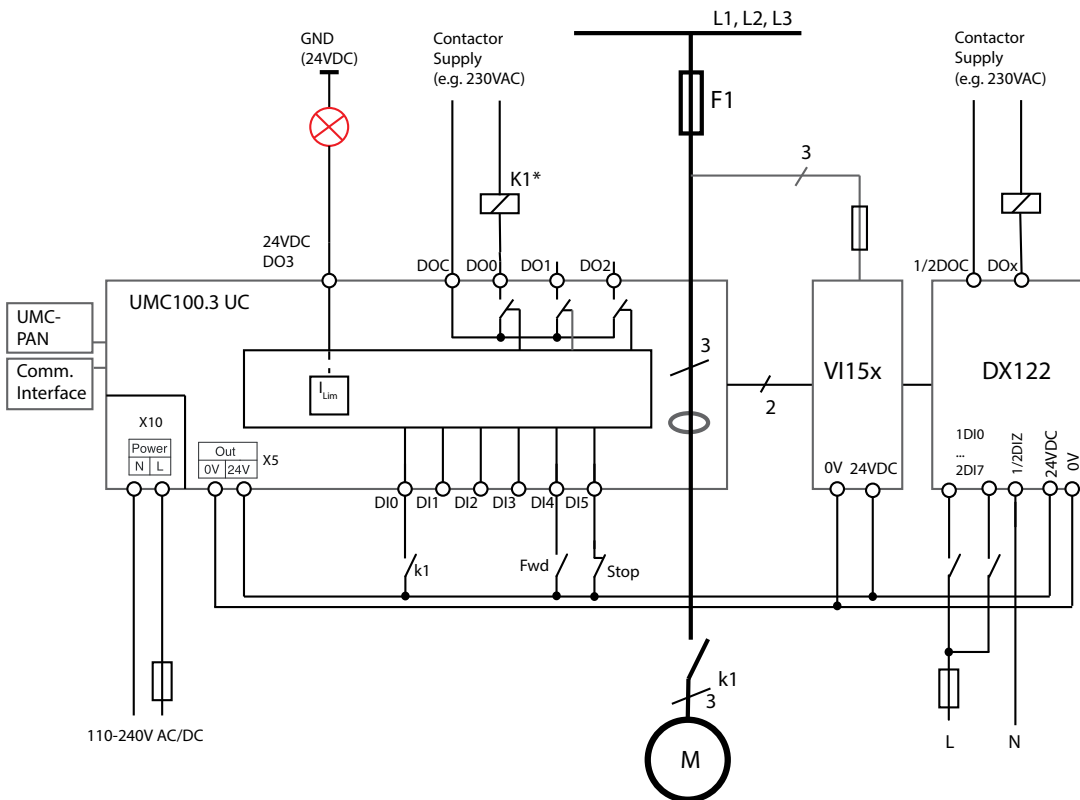 L1, L2, L3
GND
(24VDC)
Contactor
Supply
(e.g. 230VAC)
Contactor
Supply
(e.g. 230VAC)
F1
3
K1*
24VDC
DO3
DOC
DO0
DO1
DO2
1/2DOC
DOx
UMC100.3 UC
UMC-
PAN
Comm.
Interface
3
VI15x
DX122
ILim
2
X10
Power
N L
Out
0V 24V
X5
0V 24VDC
1DI0
...
2DI7
1/2DIZ
24VDC
0V
DI0
DI1
DI2
DI3
DI4
DI5
k1
Fwd
Stop
k1
3
110-240V AC/DC
M
L
N